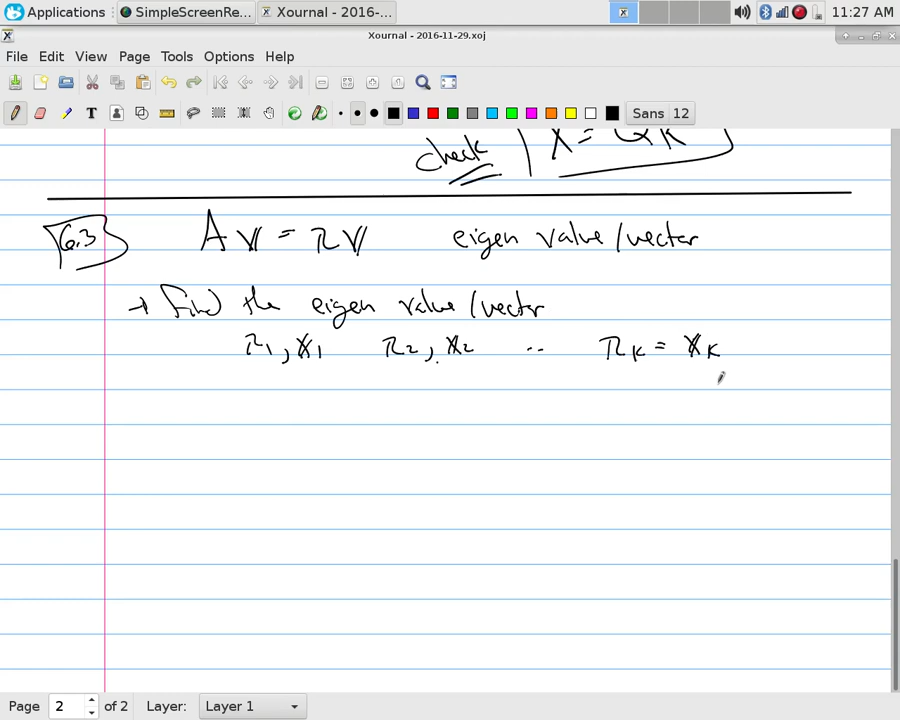 Applications SimpleScreenRe... Xournal - 2016-... 11:27 AM
Xournal - 2016-11-29.xoj
File Edit View Page Tools Options Help
T Sans 12
check X = QR
6.3 A𝕧 = λ𝕧 eigen value/vector
→ Find the eigen value/vector
λ1, 𝕏1 λ2, 𝕏2 .. λk = 𝕏k
Page 2 of 2 Layer: Layer 1